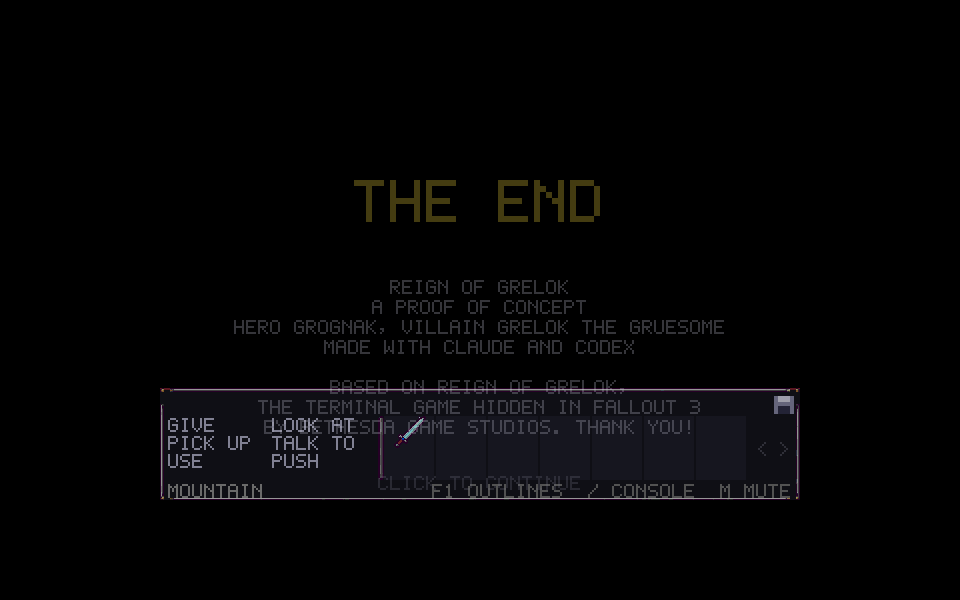 THE END
REIGN OF GRELOK
A PROOF OF CONCEPT
HERO GROGNAK, VILLAIN GRELOK THE GRUESOME
MADE WITH CLAUDE AND CODEX
BASED ON REIGN OF GRELOK,
THE TERMINAL GAME HIDDEN IN FALLOUT 3
BY BETHESDA GAME STUDIOS. THANK YOU!
GIVE LOOK AT
PICK UP TALK TO
USE PUSH
< >
CLICK TO CONTINUE
MOUNTAIN F1 OUTLINES / CONSOLE M MUTE